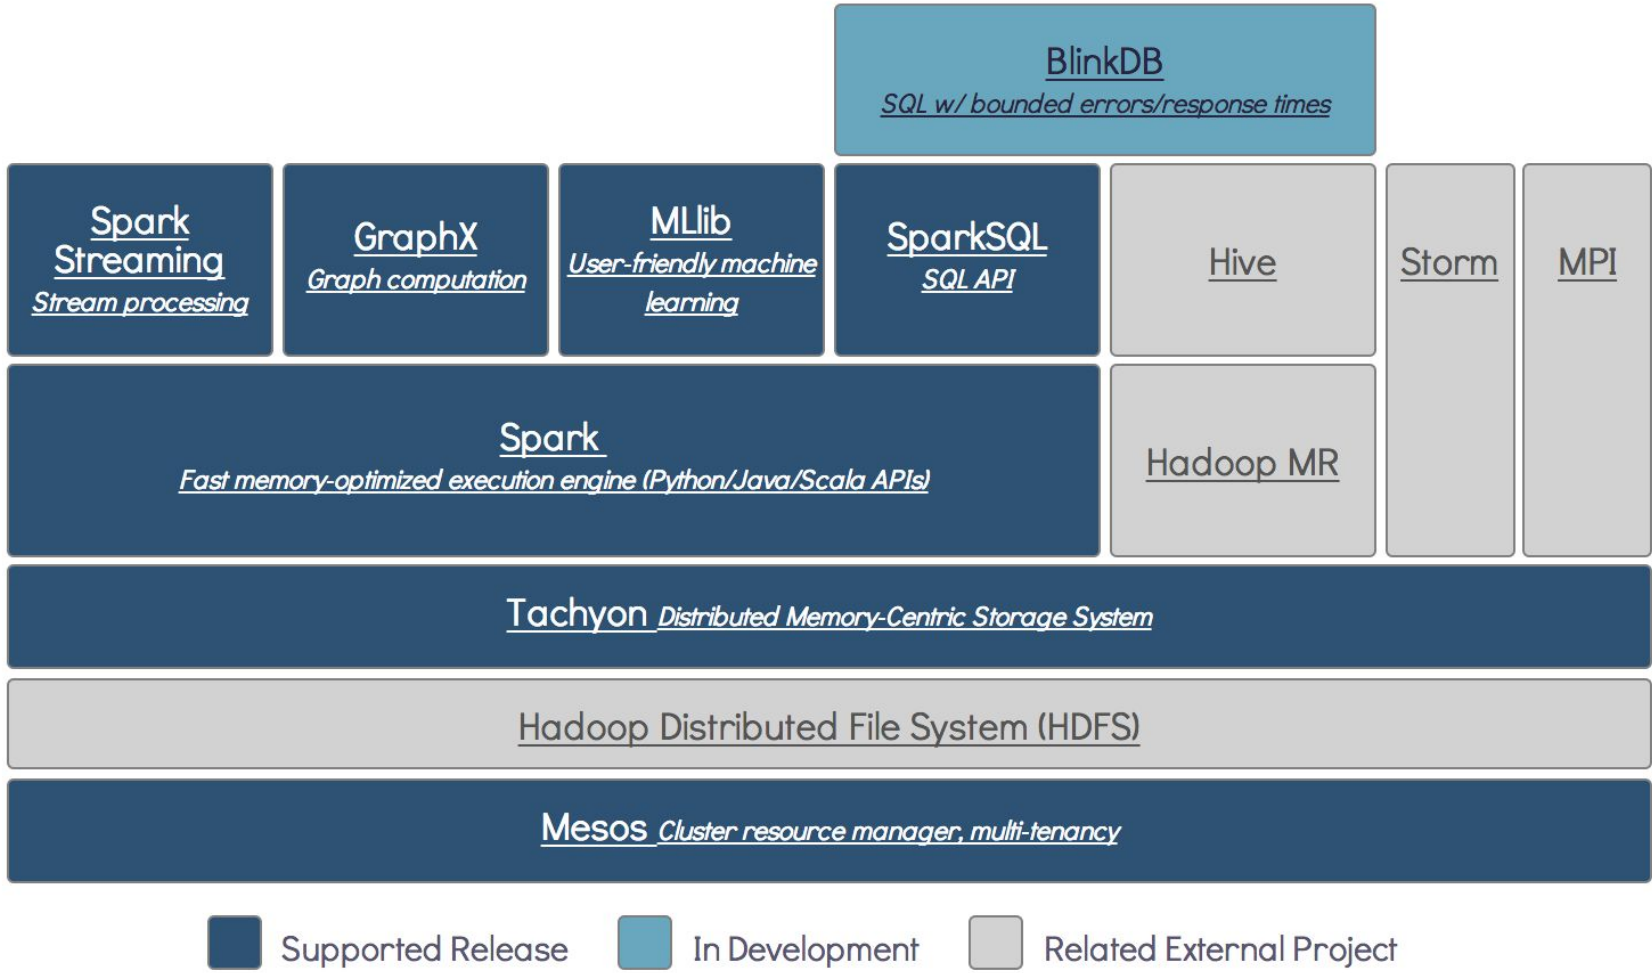 BlinkDB
SQL w/ bounded errors/response times
Spark
Streaming
Stream processing
GraphX
Graph computation
MLlib
User-friendly machine
learning
SparkSQL
SQL API
Hive
Storm
MPI
Spark
Fast memory-optimized execution engine (Python/Java/Scala APIs)
Hadoop MR
Tachyon Distributed Memory-Centric Storage System
Hadoop Distributed File System (HDFS)
Mesos Cluster resource manager, multi-tenancy
Supported Release
In Development
Related External Project